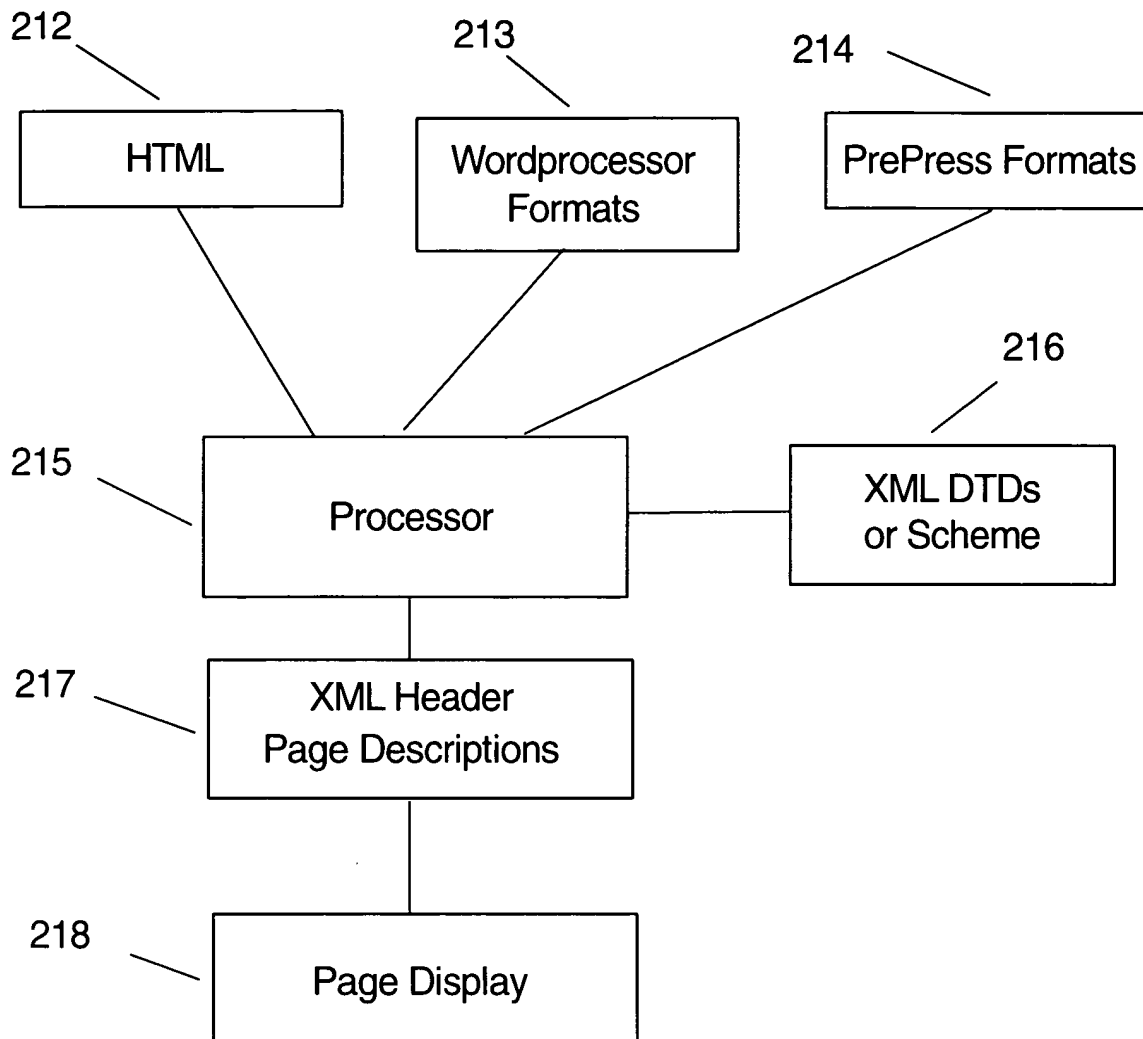 212
213
214
HTML
Wordprocessor
Formats
PrePress Formats
216
215
Processor
XML DTDs
or Scheme
217
XML Header
Page Descriptions
218
Page Display